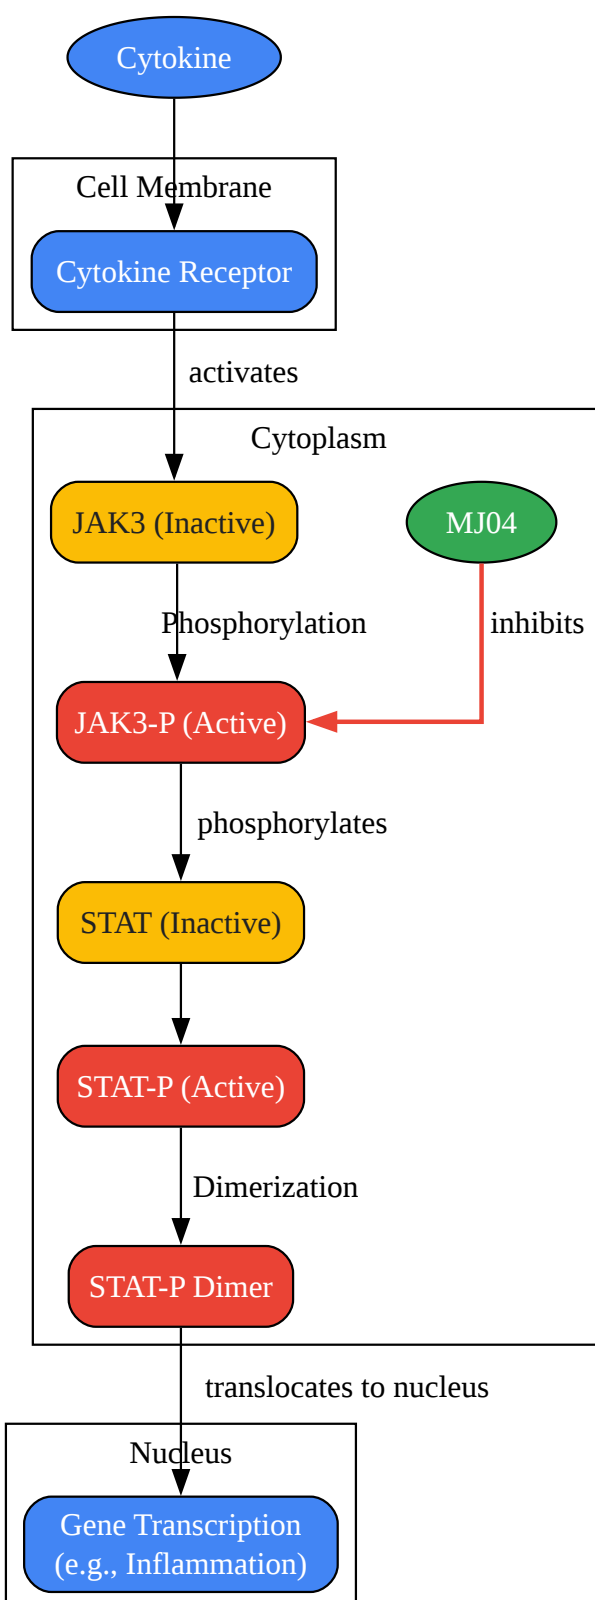 Cytokine
Cell Membrane
Cytokine Receptor
activates
Cytoplasm
JAK3 (Inactive)
MJ04
Phosphorylation
inhibits
JAK3-P (Active)
phosphorylates
STAT (Inactive)
STAT-P (Active)
Dimerization
STAT-P Dimer
translocates to nucleus
Nucleus
Gene Transcription
(e.g., Inflammation)